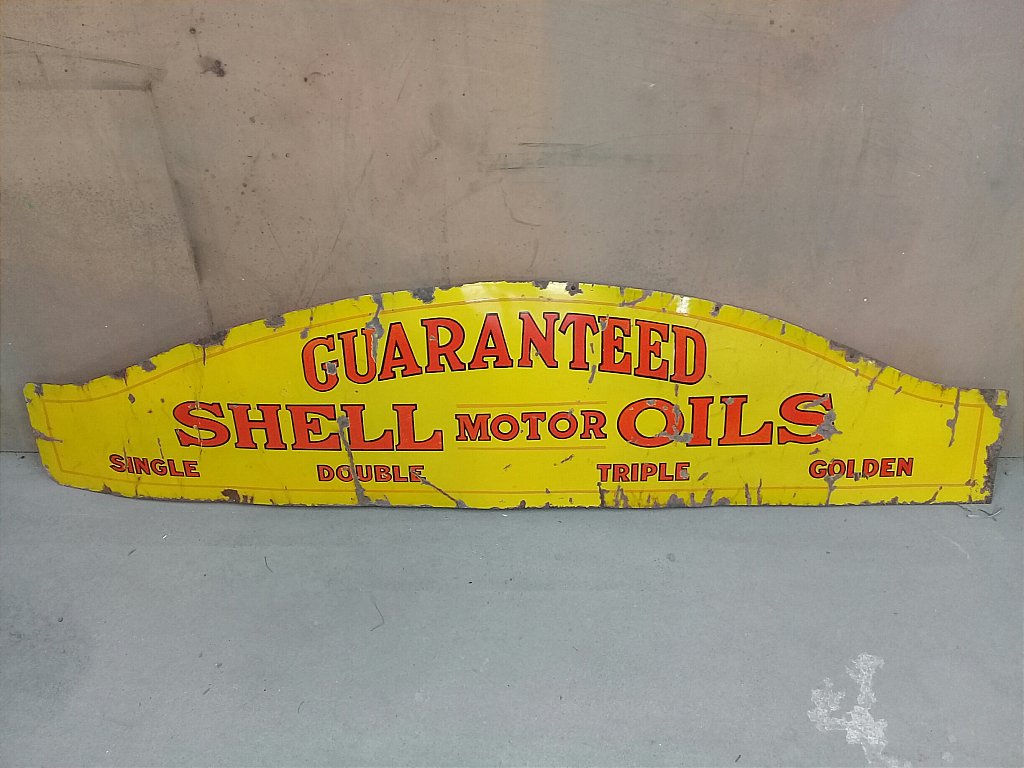 GUARANTEED
SHELL MOTOR OILS
SINGLE DOUBLE TRIPLE GOLDEN